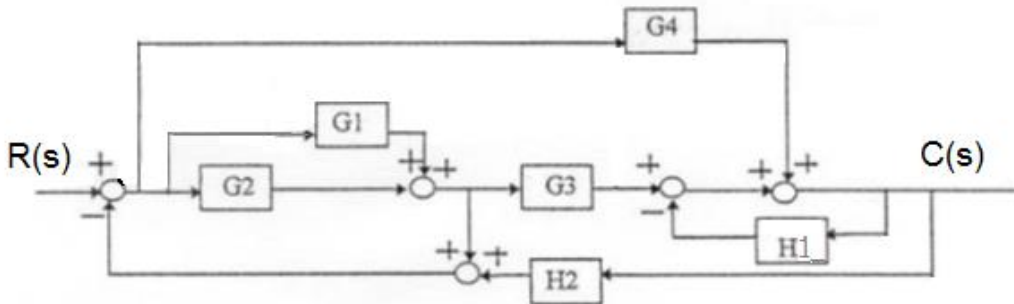 G4
G1
R(s)
+
+
+
+
+
+
C(s)
G2
G3
−
−
H1
+
+
H2